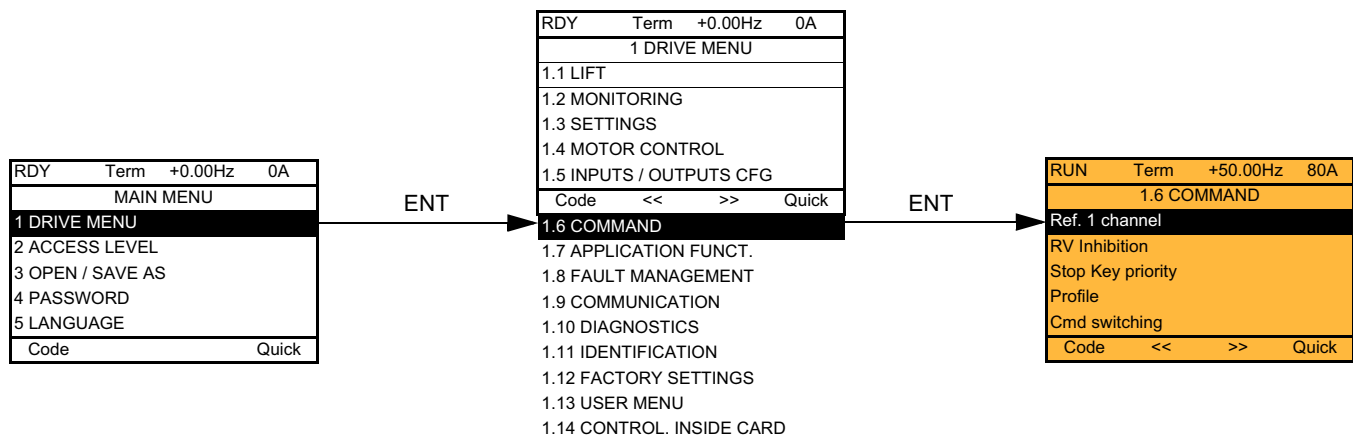 RDY Term +0.00Hz 0A
MAIN MENU
1 DRIVE MENU
2 ACCESS LEVEL
3 OPEN / SAVE AS
4 PASSWORD
5 LANGUAGE
Code Quick
ENT
RDY Term +0.00Hz 0A
1 DRIVE MENU
1.1 LIFT
1.2 MONITORING
1.3 SETTINGS
1.4 MOTOR CONTROL
1.5 INPUTS / OUTPUTS CFG
Code << >> Quick
1.6 COMMAND
1.7 APPLICATION FUNCT.
1.8 FAULT MANAGEMENT
1.9 COMMUNICATION
1.10 DIAGNOSTICS
1.11 IDENTIFICATION
1.12 FACTORY SETTINGS
1.13 USER MENU
1.14 CONTROL. INSIDE CARD
ENT
RUN Term +50.00Hz 80A
1.6 COMMAND
Ref. 1 channel
RV Inhibition
Stop Key priority
Profile
Cmd switching
Code << >> Quick